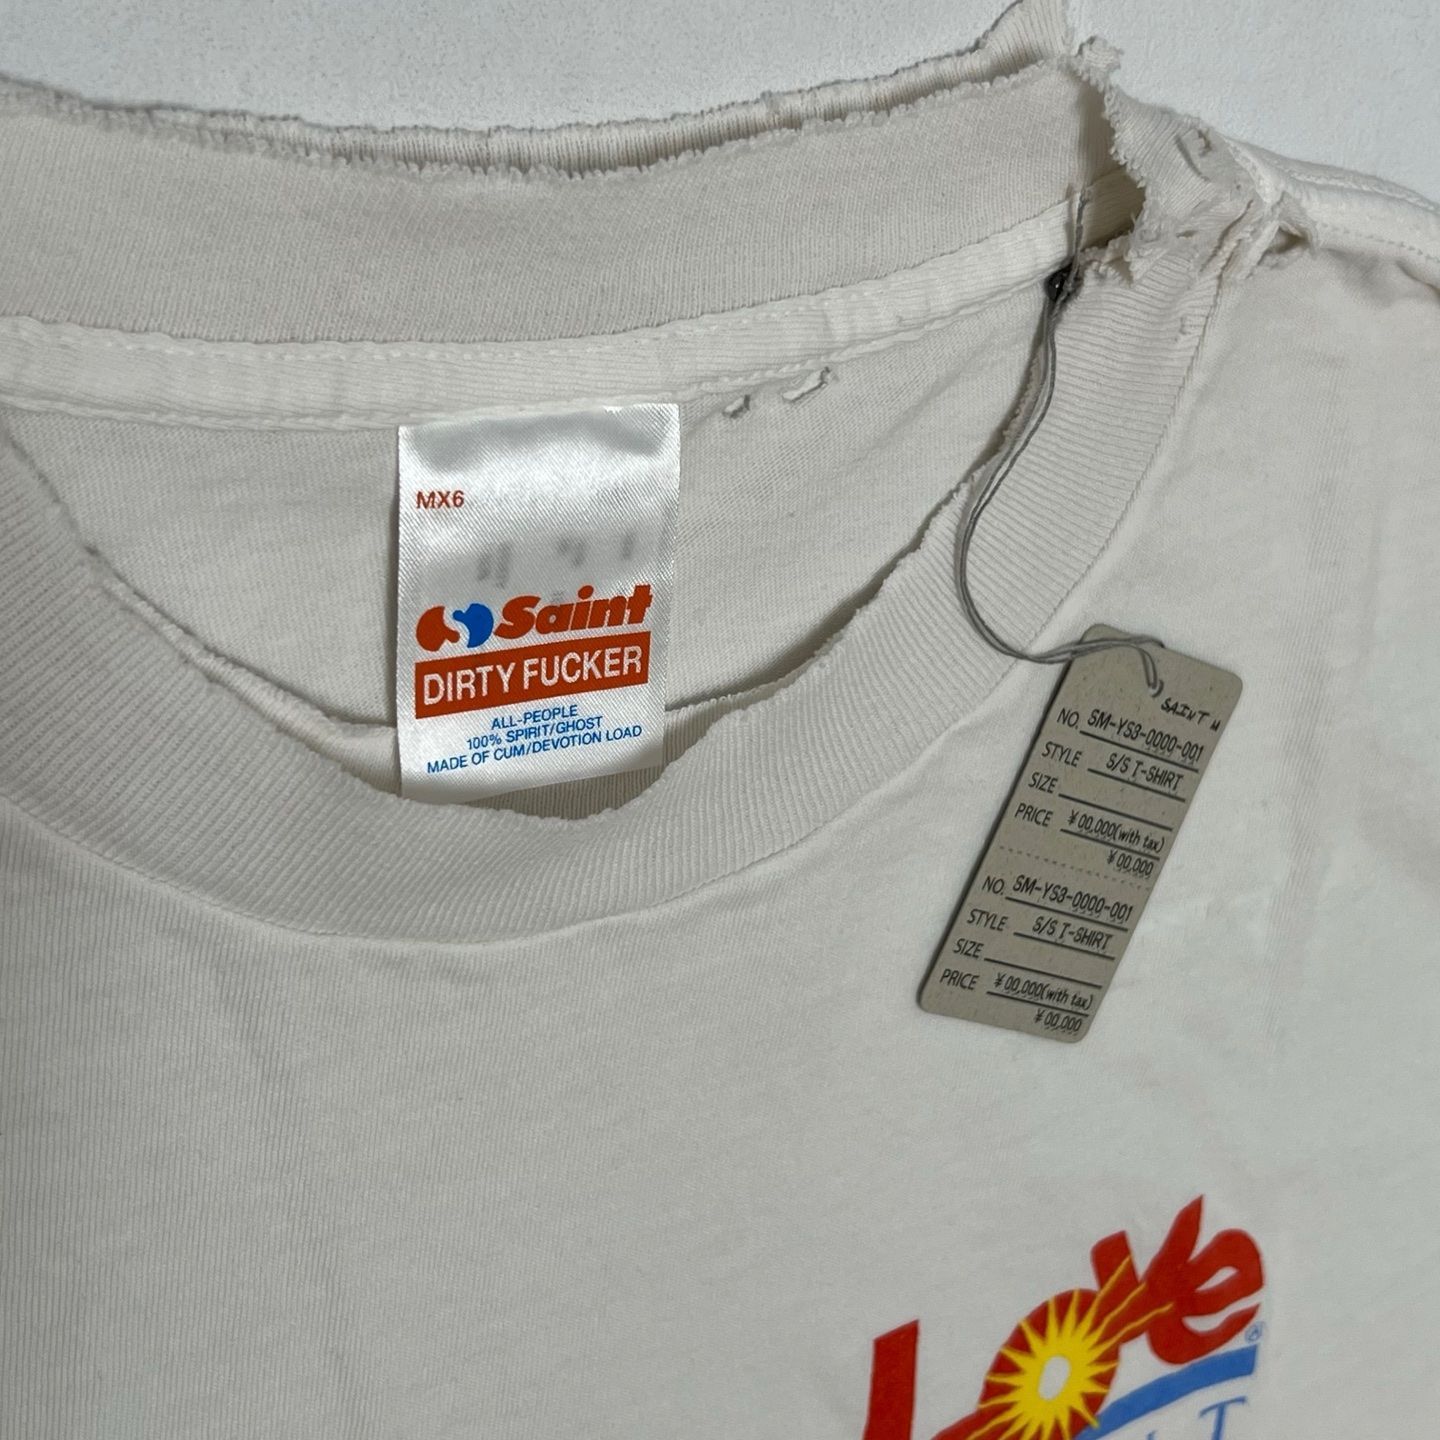 MX6
Saint
DIRTY FUCKER
ALL-PEOPLE
100% SPIRIT/GHOST
MADE OF CUM/DEVOTION LOAD
SAINT M
NO. SM-YS3-0000-001
STYLE S/S T-SHIRT
SIZE
PRICE ¥00,000(with tax)
¥00,000
NO. SM-YS3-0000-001
STYLE S/S T-SHIRT
SIZE
PRICE ¥00,000(with tax)
¥00,000
Love